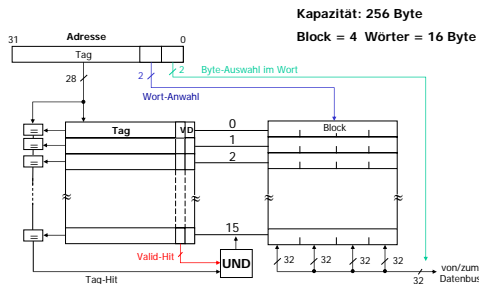 Kapazität: 256 Byte
Block = 4 Wörter = 16 Byte
31 Adresse 0
Tag
28
2
2 Byte-Auswahl im Wort
Wort-Anwahl
= Tag V D 0 Block
= 1
= 2
≈ ≈ ≈ ≈
= 15
Valid-Hit
UND
32 32 32 32
Tag-Hit
32
von/zum
Datenbus